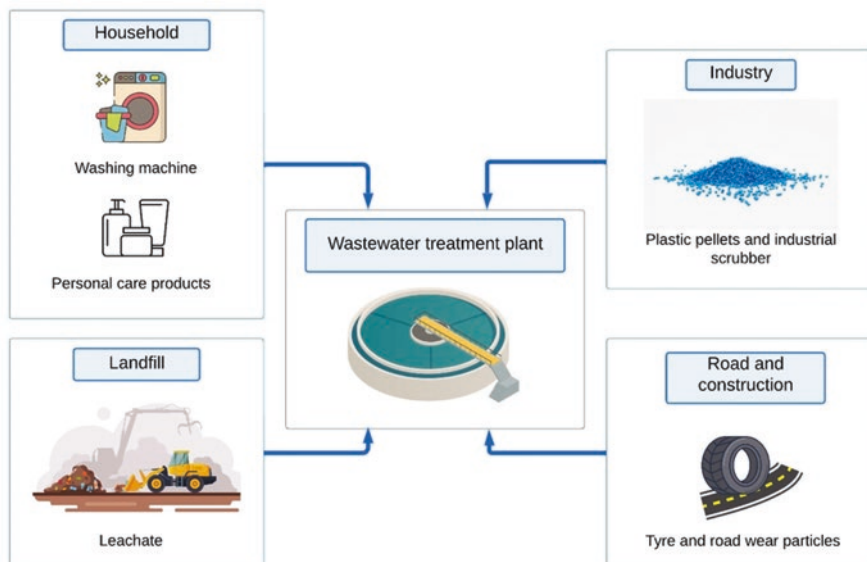 Household
Washing machine
Personal care products
Industry
Plastic pellets and industrial
scrubber
Wastewater treatment plant
Landfill
Leachate
Road and
construction
Tyre and road wear particles